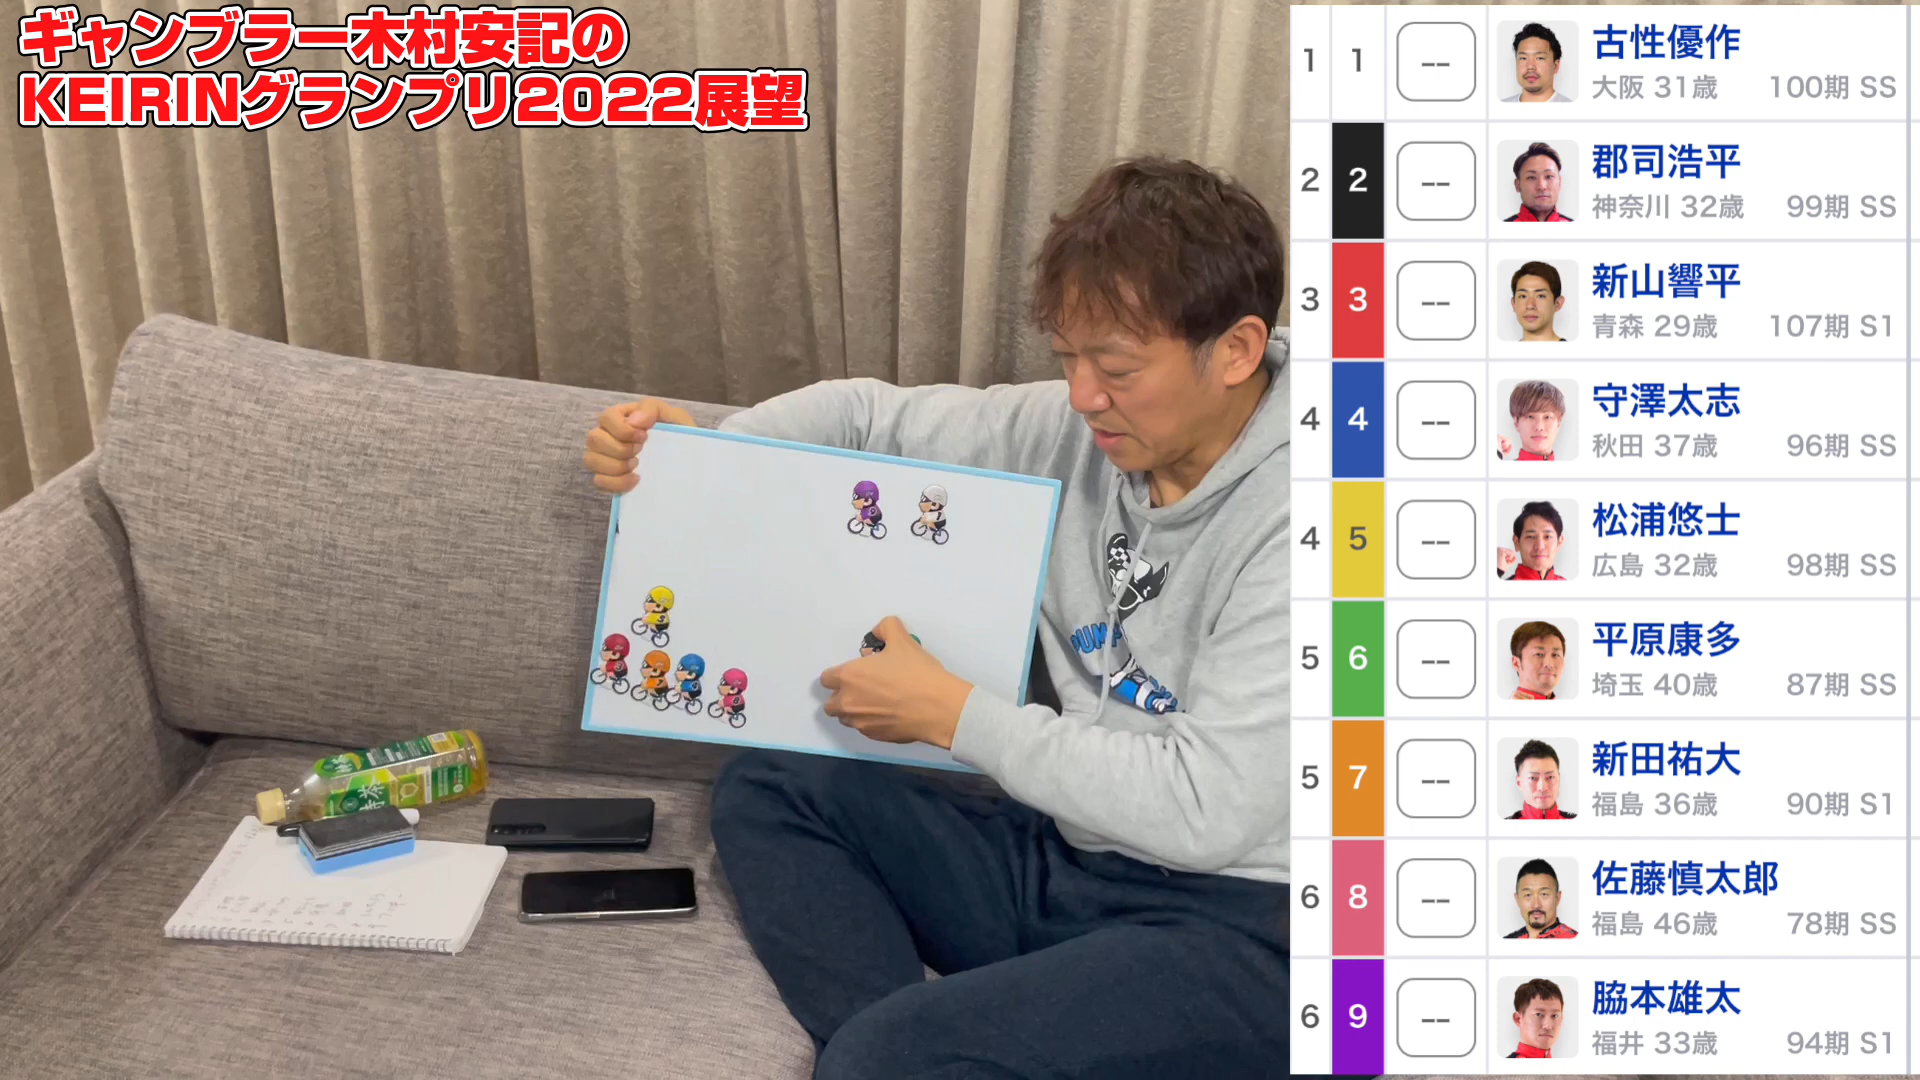 ギャンブラー木村安記の
KEIRINグランプリ2022展望
1 1 -- 古性優作
大阪 31歳 100期 SS
2 2 -- 郡司浩平
神奈川 32歳 99期 SS
3 3 -- 新山響平
青森 29歳 107期 S1
4 4 -- 守澤太志
秋田 37歳 96期 SS
4 5 -- 松浦悠士
広島 32歳 98期 SS
5 6 -- 平原康多
埼玉 40歳 87期 SS
5 7 -- 新田祐大
福島 36歳 90期 S1
6 8 -- 佐藤慎太郎
福島 46歳 78期 SS
6 9 -- 脇本雄太
福井 33歳 94期 S1
PUMP